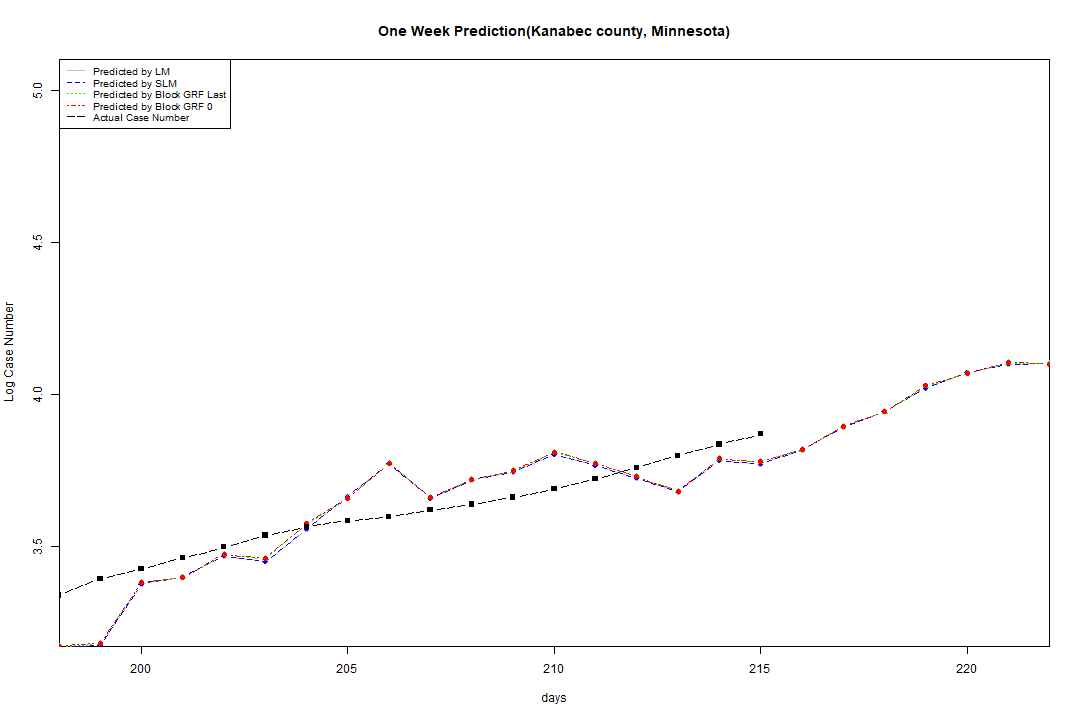 One Week Prediction(Kanabec county, Minnesota)
Predicted by LM
Predicted by SLM
Predicted by Block GRF Last
Predicted by Block GRF 0
Actual Case Number
5.0
4.5
4.0
3.5
Log Case Number
200 205 210 215 220
days